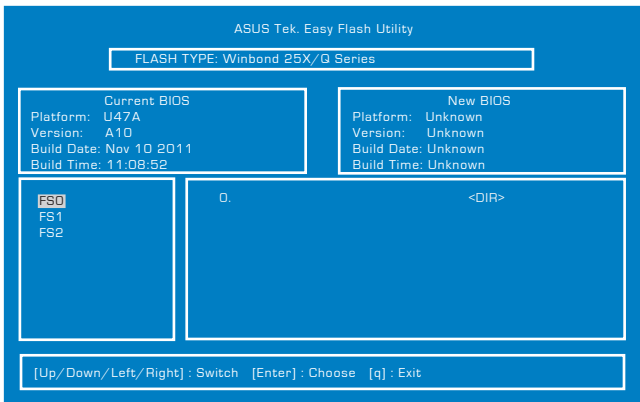 ASUS Tek. Easy Flash Utility
FLASH TYPE: Winbond 25X/Q Series
Current BIOS
Platform: U47A
Version: A10
Build Date: Nov 10 2011
Build Time: 11:08:52
New BIOS
Platform: Unknown
Version: Unknown
Build Date: Unknown
Build Time: Unknown
FS0
FS1
FS2
0. <DIR>
[Up/Down/Left/Right] : Switch [Enter] : Choose [q] : Exit